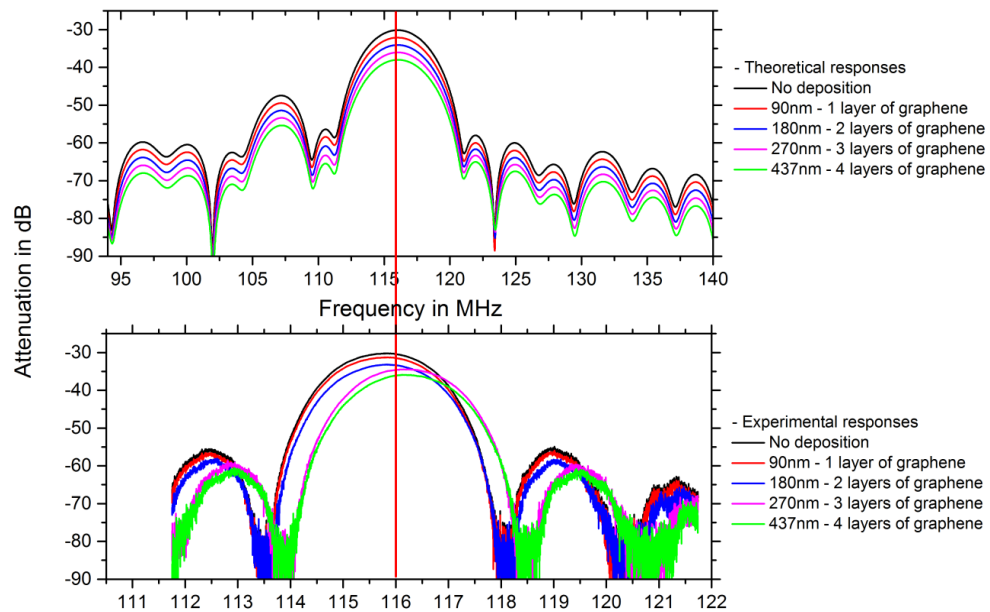 Attenuation in dB
-30
-40
-50
-60
-70
-80
-90
95 100 105 110 115 120 125 130 135 140
Frequency in MHz
- Theoretical responses
No deposition
90nm - 1 layer of graphene
180nm - 2 layers of graphene
270nm - 3 layers of graphene
437nm - 4 layers of graphene
-30
-40
-50
-60
-70
-80
-90
111 112 113 114 115 116 117 118 119 120 121 122
- Experimental responses
No deposition
90nm - 1 layer of graphene
180nm - 2 layers of graphene
270nm - 3 layers of graphene
437nm - 4 layers of graphene